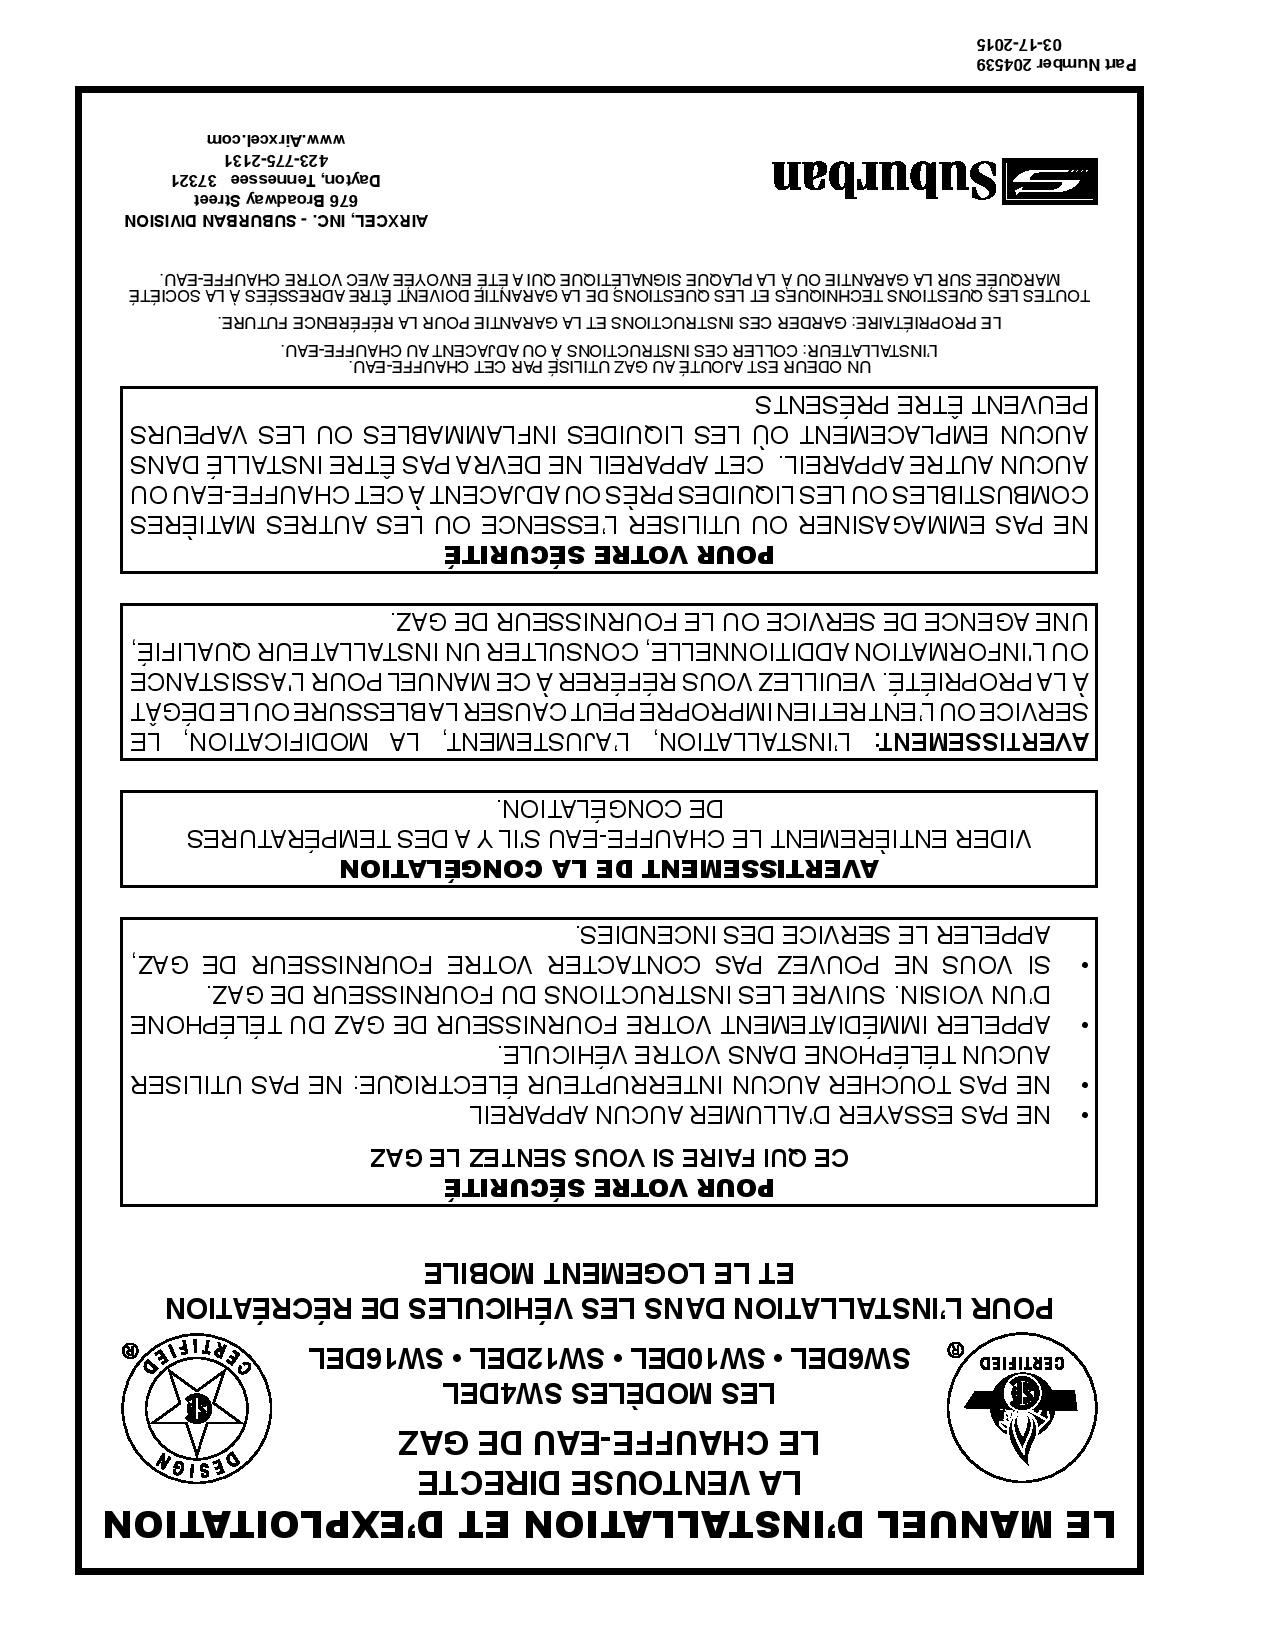 LE MANUEL D'INSTALLATION ET D'EXPLOITATION
LA VENTOUSE DIRECTE
LE CHAUFFE-EAU DE GAZ
LES MODÈLES SW4DEL
SW6DEL • SW10DEL • SW12DEL • SW16DEL
CERTIFIED
®
DESIGN
CERTIFIED
®
POUR L'INSTALLATION DANS LES VÉHICULES DE RÉCRÉATION
ET LE LOGEMENT MOBILE
POUR VOTRE SÉCURITÉ
CE QUI FAIRE SI VOUS SENTEZ LE GAZ
• NE PAS ESSAYER D'ALLUMER AUCUN APPAREIL
• NE PAS TOUCHER AUCUN INTERRUPTEUR ÉLECTRIQUE: NE PAS UTILISER
AUCUN TÉLÉPHONE DANS VOTRE VÉHICULE.
• APPELER IMMÉDIATEMENT VOTRE FOURNISSEUR DE GAZ DU TÉLÉPHONE
D'UN VOISIN. SUIVRE LES INSTRUCTIONS DU FOURNISSEUR DE GAZ.
• SI VOUS NE POUVEZ PAS CONTACTER VOTRE FOURNISSEUR DE GAZ,
APPELER LE SERVICE DES INCENDIES.
AVERTISSEMENT DE LA CONGÉLATION
VIDER ENTIÈREMENT LE CHAUFFE-EAU S'IL Y A DES TEMPÉRATURES
DE CONGÉLATION.
AVERTISSEMENT: L'INSTALLATION, L'AJUSTEMENT, LA MODIFICATION, LE
SERVICE OU L'ENTRETIEN IMPROPRE PEUT CAUSER LA BLESSURE OU LE DÉGÂT
À LA PROPRIÉTÉ. VEUILLEZ VOUS RÉFÉRER À CE MANUEL POUR L'ASSISTANCE
OU L'INFORMATION ADDITIONNELLE, CONSULTER UN INSTALLATEUR QUALIFIÉ,
UNE AGENCE DE SERVICE OU LE FOURNISSEUR DE GAZ.
POUR VOTRE SÉCURITÉ
NE PAS EMMAGASINER OU UTILISER L'ESSENCE OU LES AUTRES MATIÈRES
COMBUSTIBLES OU LES LIQUIDES PRÈS OU ADJACENT À CET CHAUFFE-EAU OU
AUCUN AUTRE APPAREIL. CET APPAREIL NE DEVRA PAS ÊTRE INSTALLÉ DANS
AUCUN EMPLACEMENT OÙ LES LIQUIDES INFLAMMABLES OU LES VAPEURS
PEUVENT ÊTRE PRÉSENTS
UN ODEUR EST AJOUTÉ AU GAZ UTILISÉ PAR CET CHAUFFE-EAU.
L'INSTALLATEUR: COLLER CES INSTRUCTIONS À OU ADJACENT AU CHAUFFE-EAU.
LE PROPRIÉTAIRE: GARDER CES INSTRUCTIONS ET LA GARANTIE POUR LA RÉFÉRENCE FUTURE.
TOUTES LES QUESTIONS TECHNIQUES ET LES QUESTIONS DE LA GARANTIE DOIVENT ÊTRE ADRESSÉES À LA SOCIÉTÉ
MARQUÉE SUR LA GARANTIE OU À LA PLAQUE SIGNALÉTIQUE QUI A ÉTÉ ENVOYÉE AVEC VOTRE CHAUFFE-EAU.
Suburban
AIRXCEL, INC. - SUBURBAN DIVISION
676 Broadway Street
Dayton, Tennessee 37321
423-775-2131
www.Airxcel.com
Part Number 204539
03-17-2015